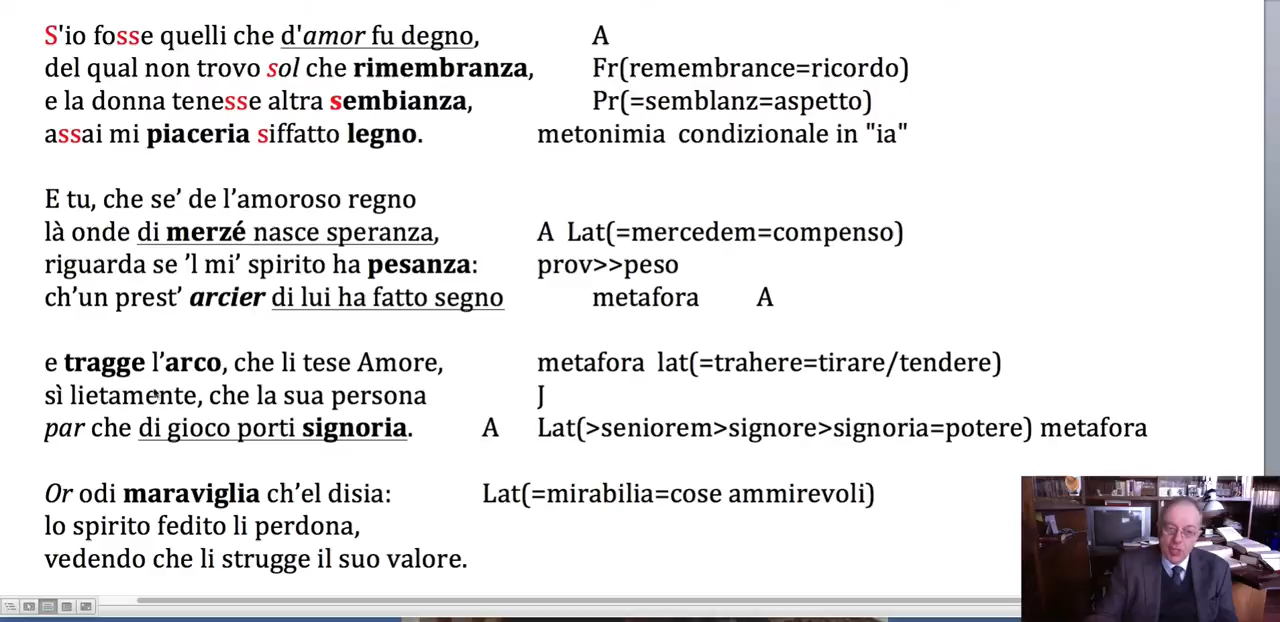 S'io fosse quelli che d'amor fu degno, A
del qual non trovo sol che rimembranza, Fr(remembrance=ricordo)
e la donna tenesse altra sembianza, Pr(=semblanz=aspetto)
assai mi piaceria siffatto legno. metonimia condizionale in "ia"
E tu, che se’ de l’amoroso regno
là onde di merzé nasce speranza, A Lat(=mercedem=compenso)
riguarda se ’l mi’ spirito ha pesanza: prov>>peso
ch’un prest’ arcier di lui ha fatto segno metafora A
e tragge l’arco, che li tese Amore, metafora lat(=trahere=tirare/tendere)
sì lietamente, che la sua persona J
par che di gioco porti signoria. A Lat(>seniorem>signore>signoria=potere) metafora
Or odi maraviglia ch’el disia: Lat(=mirabilia=cose ammirevoli)
lo spirito fedito li perdona,
vedendo che li strugge il suo valore.